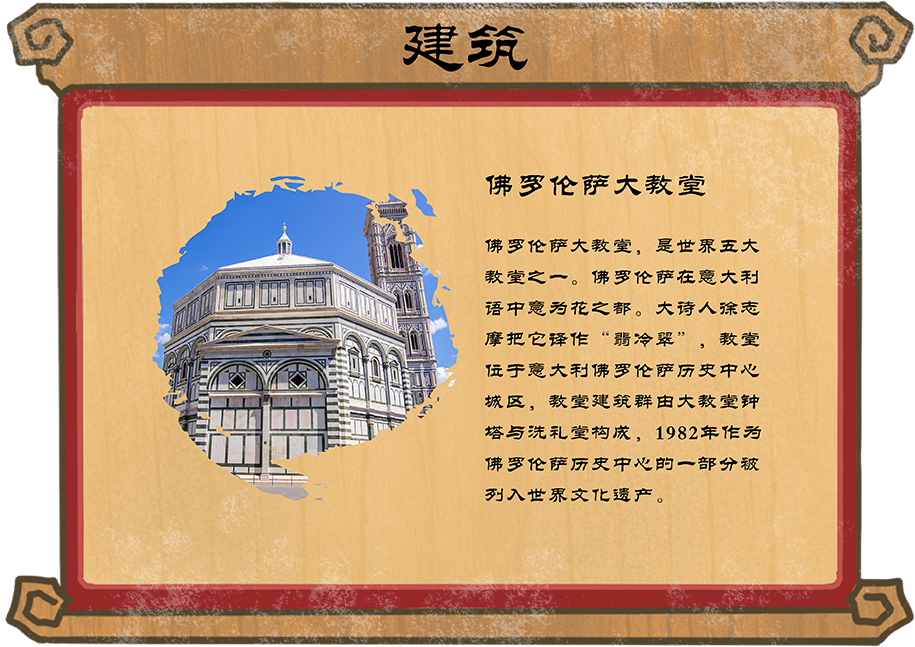 建筑
佛罗伦萨大教堂
佛罗伦萨大教堂，是世界五大
教堂之一。佛罗伦萨在意大利
语中意为花之都。大诗人徐志
摩把它译作“翡冷翠”，教堂
位于意大利佛罗伦萨历史中心
城区，教堂建筑群由大教堂钟
塔与洗礼堂构成，1982年作为
佛罗伦萨历史中心的一部分被
列入世界文化遗产。